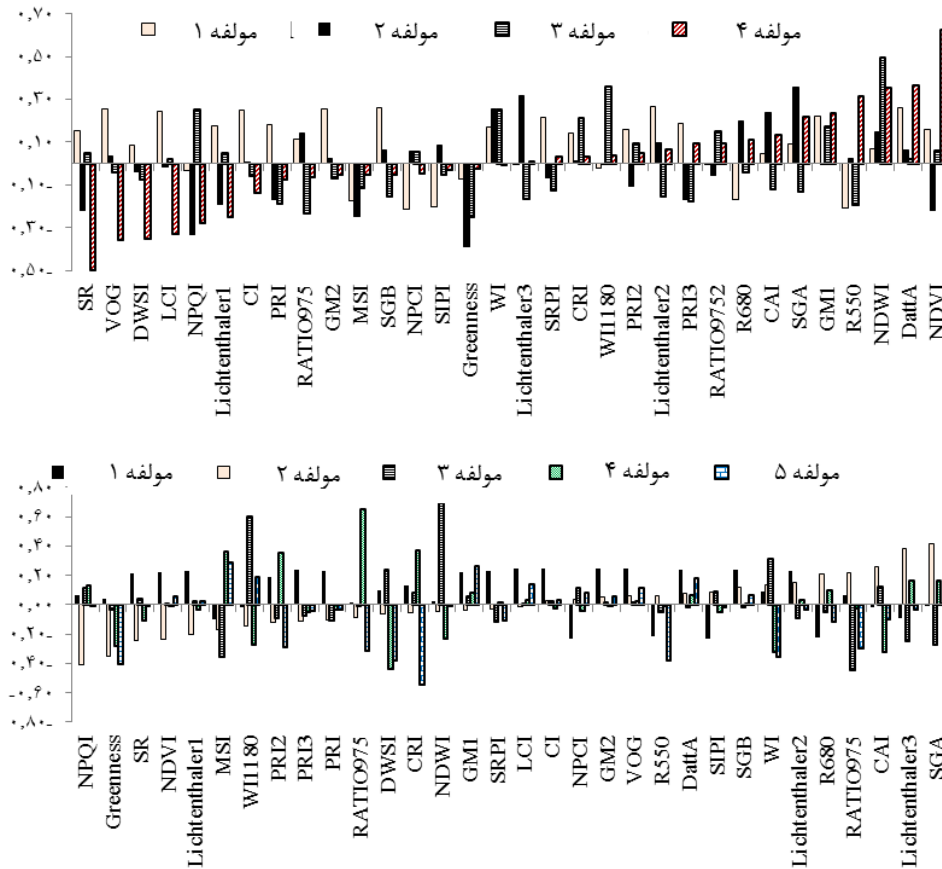 ۰,۷۰
مولفه ۱ مولفه ۲ مولفه ۳ مولفه ۴
۰,۵۰
۰,۳۰
۰,۱۰
۰,۱۰-
۰,۳۰-
۰,۵۰-
SR
VOG
DWSI
LCI
NPQI
Lichtenthaler1
CI
PRI
RATIO975
GM2
MSI
SGB
NPCI
SIPI
Greenness
WI
Lichtenthaler3
SRPI
CRI
WI1180
PRI2
Lichtenthaler2
PRI3
RATIO9752
R680
CAI
SGA
GM1
R550
NDWI
DattA
NDVI
مولفه ۱ مولفه ۲ مولفه ۳ مولفه ۴ مولفه ۵
۰,۸۰
۰,۶۰
۰,۴۰
۰,۲۰
۰,۰۰
۰,۲۰-
۰,۴۰-
-۰,۶۰
۰,۸۰-
NPQI
Greenness
SR
NDVI
Lichtenthaler1
MSI
WI1180
PRI2
PRI3
PRI
RATIO975
DWSI
CRI
NDWI
GM1
SRPI
LCI
CI
NPCI
GM2
VOG
R550
DattA
SIPI
SGB
WI
Lichtenthaler2
R680
RATIO975
CAI
Lichtenthaler3
SGA